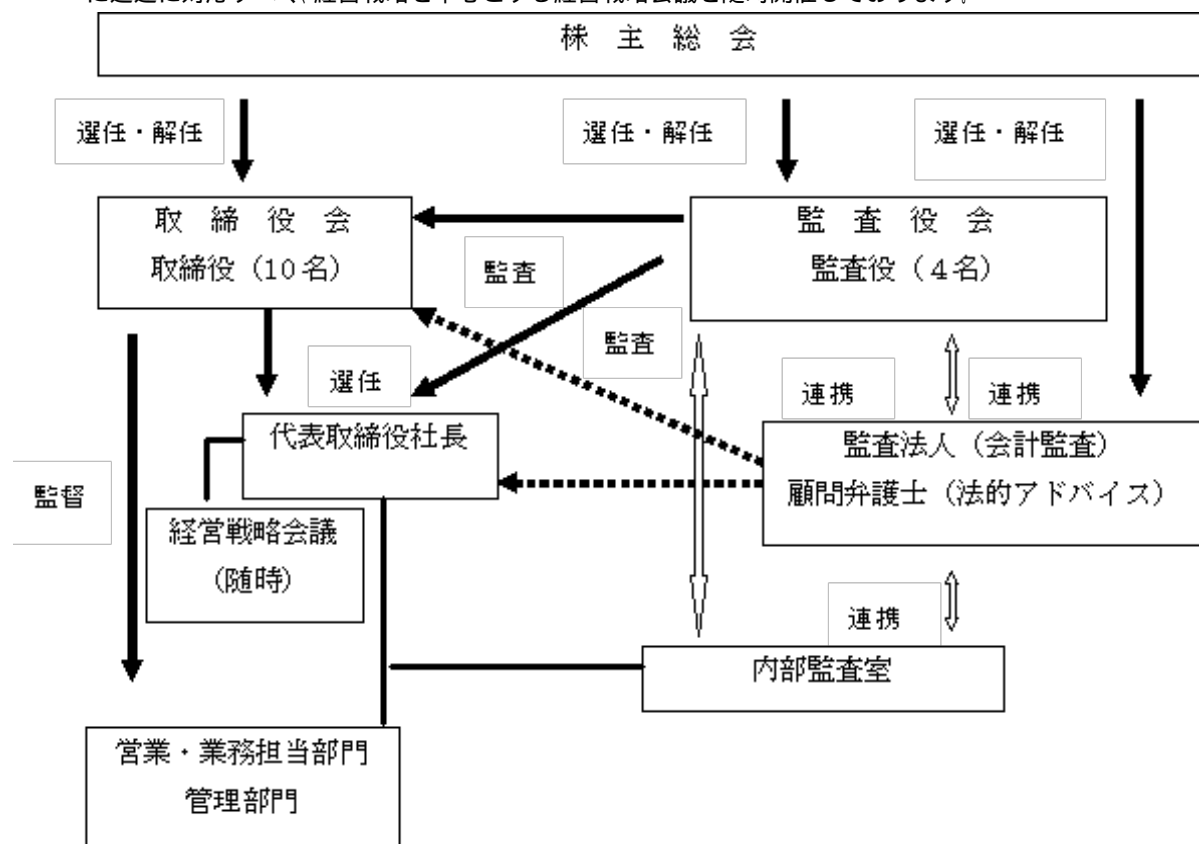 株主総会
選任・解任
選任・解任
選任・解任
取締役会
取締役（10名）
監査役会
監査役（4名）
監査
監査
選任
連携
連携
代表取締役社長
監査法人（会計監査）
顧問弁護士（法的アドバイス）
監督
経営戦略会議
(随時)
連携
内部監査室
営業・業務担当部門
管理部門